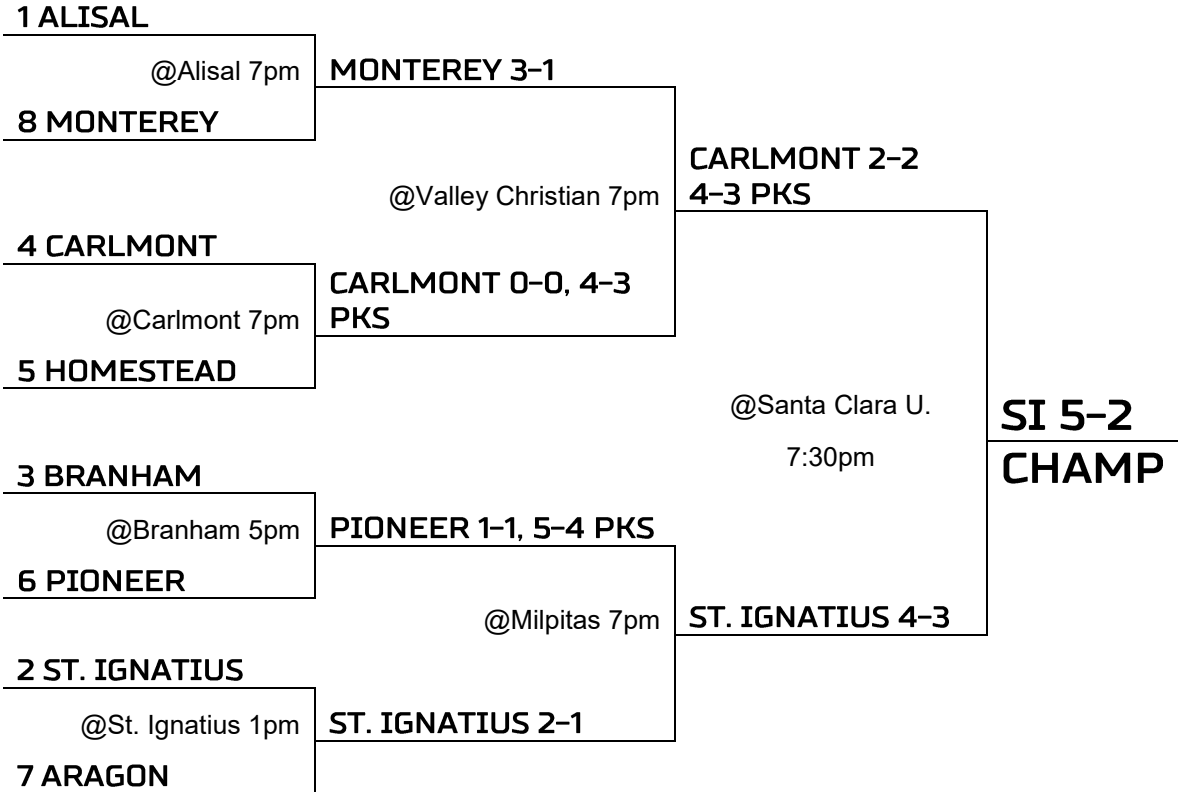 1 ALISAL
@Alisal 7pm
MONTEREY 3–1
8 MONTEREY
CARLMONT 2–2
4–3 PKS
@Valley Christian 7pm
4 CARLMONT
CARLMONT 0–0, 4–3
PKS
@Carlmont 7pm
5 HOMESTEAD
@Santa Clara U.
7:30pm
SI 5–2
CHAMP
3 BRANHAM
@Branham 5pm
PIONEER 1–1, 5–4 PKS
6 PIONEER
@Milpitas 7pm
ST. IGNATIUS 4–3
2 ST. IGNATIUS
@St. Ignatius 1pm
ST. IGNATIUS 2–1
7 ARAGON